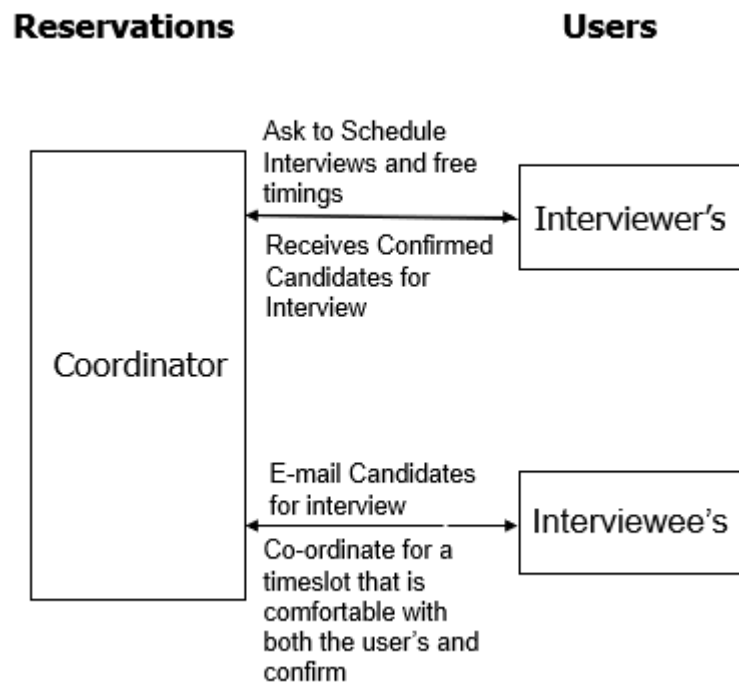 Reservations
Users
Ask to Schedule
Interviews and free
timings
Interviewer's
Receives Confirmed
Candidates for
Interview
Coordinator
E-mail Candidates
for interview
Interviewee's
Co-ordinate for a
timeslot that is
comfortable with
both the user's and
confirm